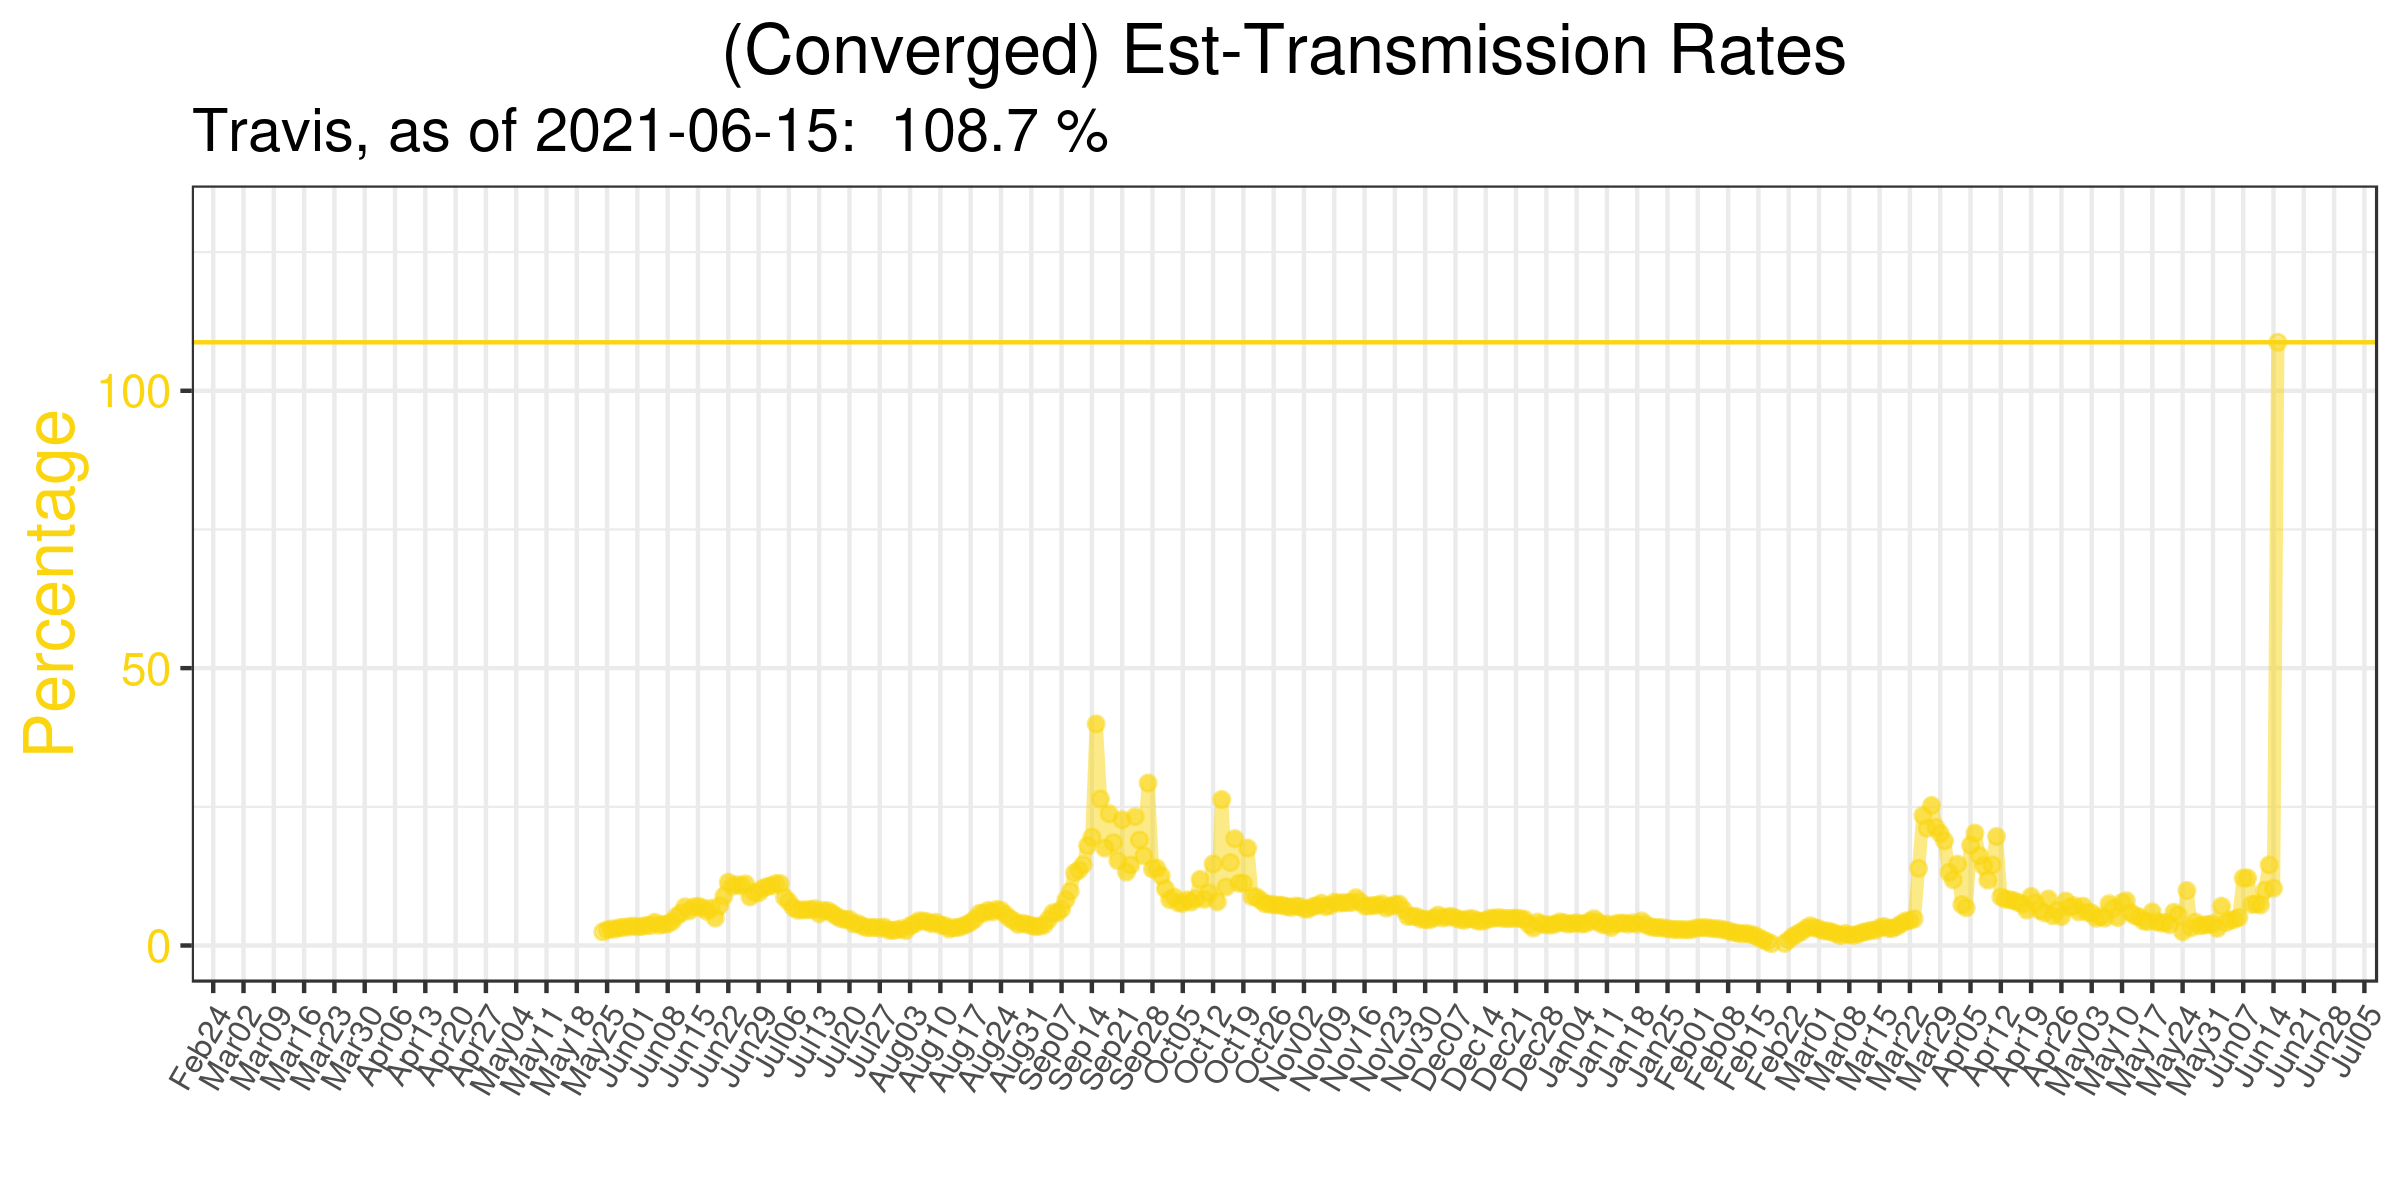 (Converged) Est-Transmission Rates
Travis, as of 2021-06-15:  108.7 %
Percentage
100
50
0
Feb24
Mar02
Mar09
Mar16
Mar23
Mar30
Apr06
Apr13
Apr20
Apr27
May04
May11
May18
May25
Jun01
Jun08
Jun15
Jun22
Jun29
Jul06
Jul13
Jul20
Jul27
Aug03
Aug10
Aug17
Aug24
Aug31
Sep07
Sep14
Sep21
Sep28
Oct05
Oct12
Oct19
Oct26
Nov02
Nov09
Nov16
Nov23
Nov30
Dec07
Dec14
Dec21
Dec28
Jan04
Jan11
Jan18
Jan25
Feb01
Feb08
Feb15
Feb22
Mar01
Mar08
Mar15
Mar22
Mar29
Apr05
Apr12
Apr19
Apr26
May03
May10
May17
May24
May31
Jun07
Jun14
Jun21
Jun28
Jul05